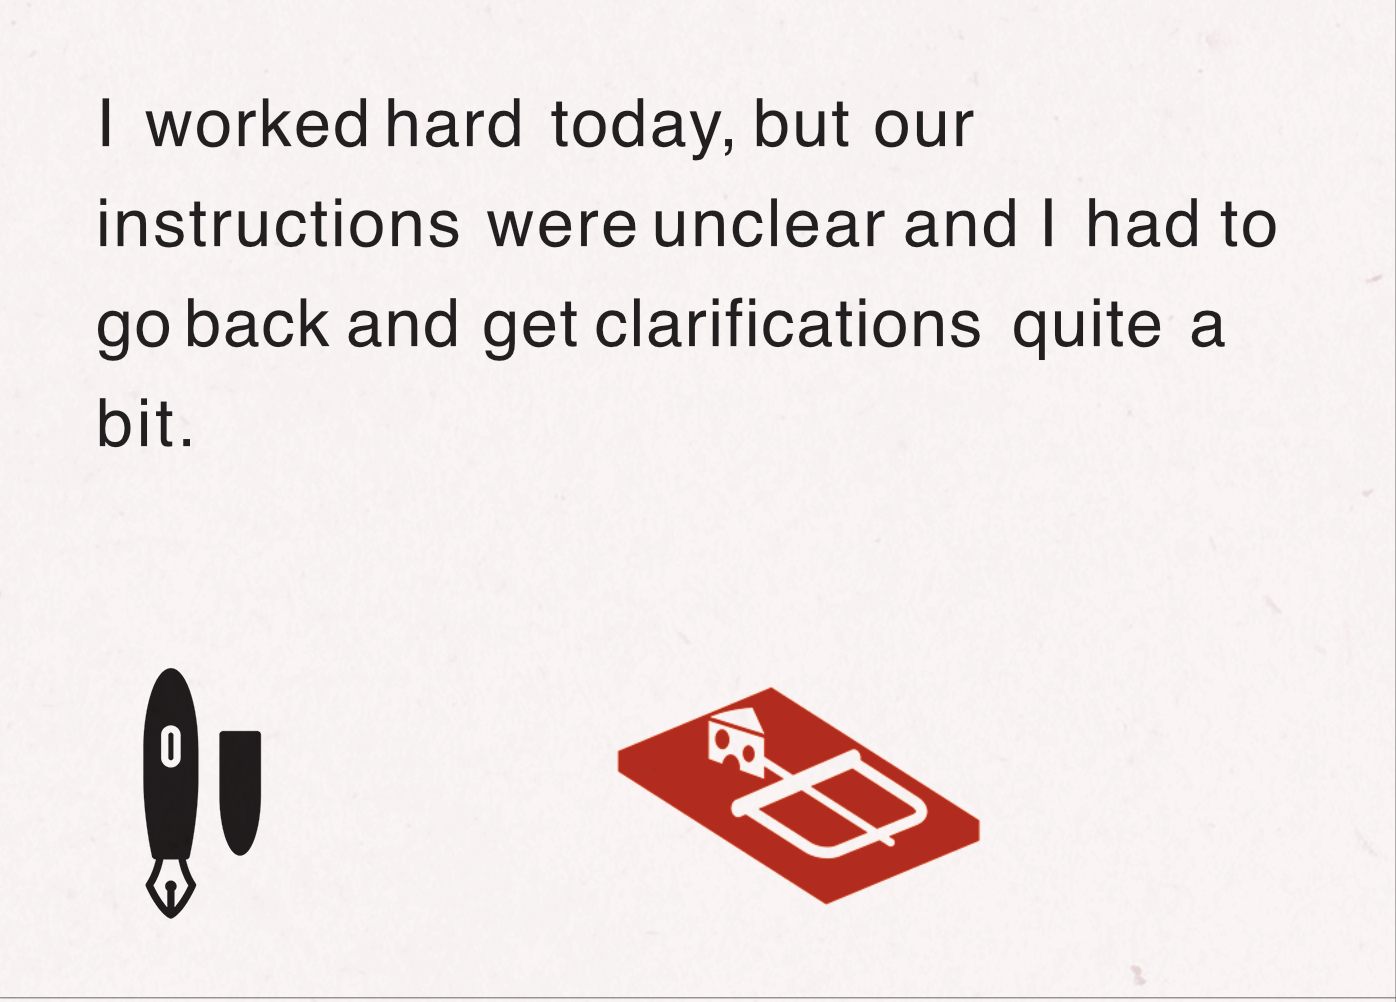 I worked hard today, but our
instructions were unclear and I had to
go back and get clarifications quite a
bit.